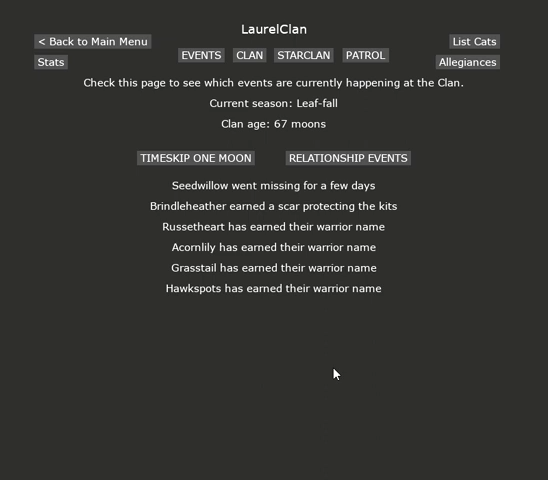 LaurelClan
< Back to Main Menu
List Cats
EVENTS CLAN STARCLAN PATROL
Stats
Allegiances
Check this page to see which events are currently happening at the Clan.
Current season: Leaf-fall
Clan age: 67 moons
TIMESKIP ONE MOON RELATIONSHIP EVENTS
Seedwillow went missing for a few days
Brindleheather earned a scar protecting the kits
Russetheart has earned their warrior name
Acornlily has earned their warrior name
Grasstail has earned their warrior name
Hawkspots has earned their warrior name